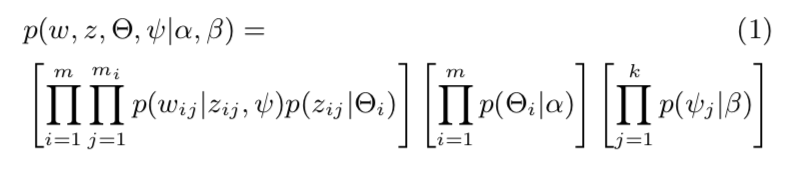 p(w, z, Θ, ψ|α, β) = (1)
[∏_{i=1}^{m} ∏_{j=1}^{m_i} p(w_{ij}|z_{ij}, ψ)p(z_{ij}|Θ_i)] [∏_{i=1}^{m} p(Θ_i|α)] [∏_{j=1}^{k} p(ψ_j|β)]